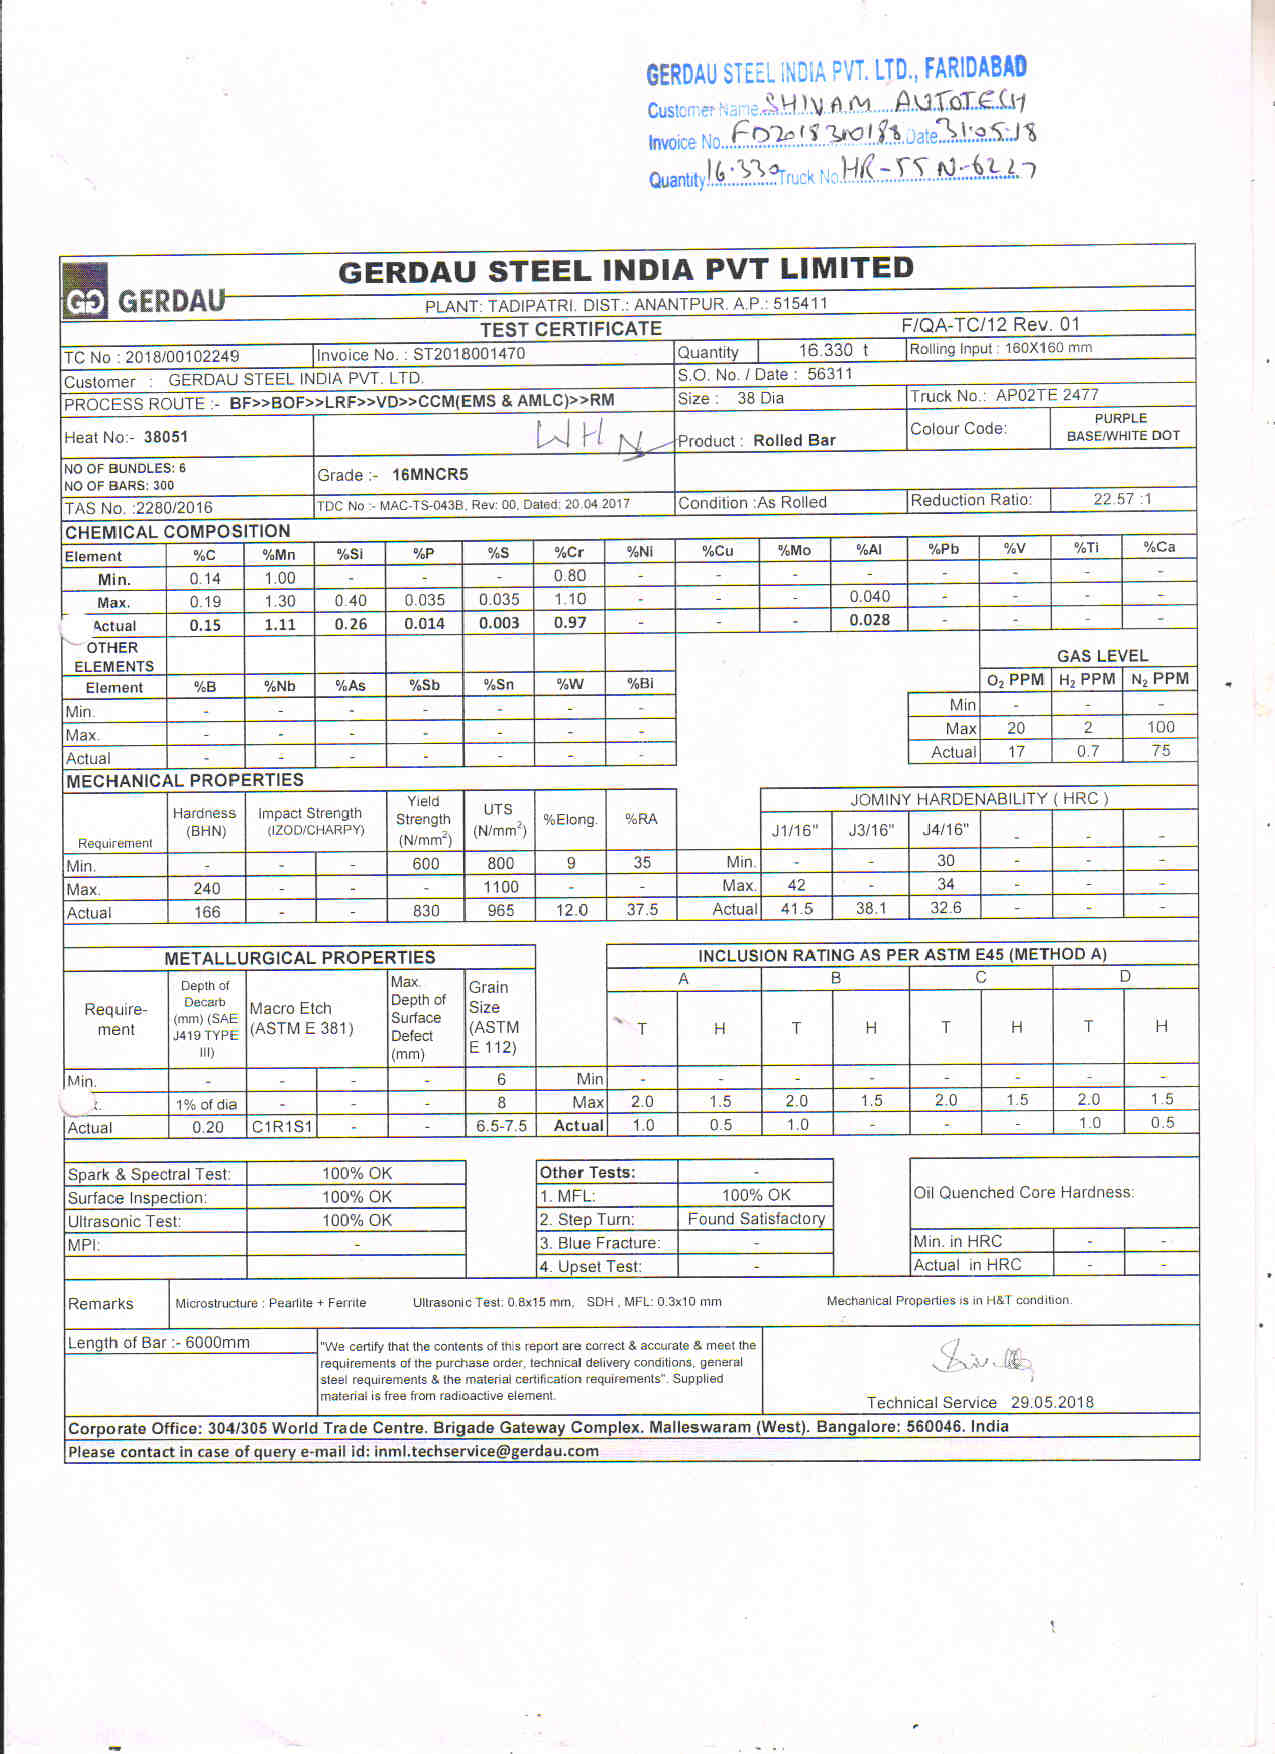 GERDAU STEEL INDIA PVT. LTD., FARIDABAD
Customer Name SHIVAM AUTOTECH
Invoice No. Date 31.05.18
Quantity 16.330 Truck No. HR-55 N-6227
GERDAU STEEL INDIA PVT LIMITED
GERDAU
PLANT: TADIPATRI. DIST.: ANANTPUR. A.P.: 515411
TEST CERTIFICATE F/QA-TC/12 Rev. 01
TC No : 2018/00102249 Invoice No. : ST2018001470 Quantity 16.330 t Rolling Input : 160X160 mm
Customer : GERDAU STEEL INDIA PVT. LTD. S.O. No. / Date : 56311
PROCESS ROUTE :- BF>>BOF>>LRF>>VD>>CCM(EMS & AMLC)>>RM Size : 38 Dia Truck No.: AP02TE 2477
Heat No:- 38051 WHN Product : Rolled Bar Colour Code: PURPLE BASE/WHITE DOT
NO OF BUNDLES: 6
NO OF BARS: 300 Grade :- 16MNCR5
TAS No. :2280/2016 TDC No :- MAC-TS-043B, Rev: 00, Dated: 20.04.2017 Condition :As Rolled Reduction Ratio: 22.57 :1
CHEMICAL COMPOSITION
Element %C %Mn %Si %P %S %Cr %Ni %Cu %Mo %Al %Pb %V %Ti %Ca
Min. 0.14 1.00 - - - 0.80 - - - - - - - -
Max. 0.19 1.30 0.40 0.035 0.035 1.10 - - - 0.040 - - - -
Actual 0.15 1.11 0.26 0.014 0.003 0.97 - - - 0.028 - - - -
OTHER ELEMENTS GAS LEVEL
Element %B %Nb %As %Sb %Sn %W %Bi O2 PPM H2 PPM N2 PPM
Min. - - - - - - - Min - - -
Max. - - - - - - - Max 20 2 100
Actual - - - - - - - Actual 17 0.7 75
MECHANICAL PROPERTIES
JOMINY HARDENABILITY ( HRC )
Requirement Hardness (BHN) Impact Strength (IZOD/CHARPY) Yield Strength (N/mm²) UTS (N/mm²) %Elong. %RA J1/16" J3/16" J4/16" - - -
Min. - - - 600 800 9 35 Min. - - 30 - - -
Max. 240 - - - 1100 - - Max. 42 - 34 - - -
Actual 166 - - 830 965 12.0 37.5 Actual 41.5 38.1 32.6 - - -
METALLURGICAL PROPERTIES INCLUSION RATING AS PER ASTM E45 (METHOD A)
A B C D
Require-ment Depth of Decarb (mm) (SAE J419 TYPE III) Macro Etch (ASTM E 381) Max. Depth of Surface Defect (mm) Grain Size (ASTM E 112) T H T H T H T H
Min. - - - - 6 Min - - - - - - - -
1% of dia - - - 8 Max 2.0 1.5 2.0 1.5 2.0 1.5 2.0 1.5
Actual 0.20 C1R1S1 - - 6.5-7.5 Actual 1.0 0.5 1.0 - - - 1.0 0.5
Spark & Spectral Test: 100% OK Other Tests: -
Surface Inspection: 100% OK 1. MFL: 100% OK Oil Quenched Core Hardness:
Ultrasonic Test: 100% OK 2. Step Turn: Found Satisfactory
MPI: - 3. Blue Fracture: - Min. in HRC - -
4. Upset Test: - Actual in HRC - -
Remarks Microstructure : Pearlite + Ferrite Ultrasonic Test: 0.8x15 mm, SDH , MFL: 0.3x10 mm Mechanical Properties is in H&T condition.
Length of Bar :- 6000mm
"We certify that the contents of this report are correct & accurate & meet the
requirements of the purchase order, technical delivery conditions, general
steel requirements & the material certification requirements". Supplied
material is free from radioactive element.
Technical Service 29.05.2018
Corporate Office: 304/305 World Trade Centre. Brigade Gateway Complex. Malleswaram (West). Bangalore: 560046. India
Please contact in case of query e-mail id: inml.techservice@gerdau.com